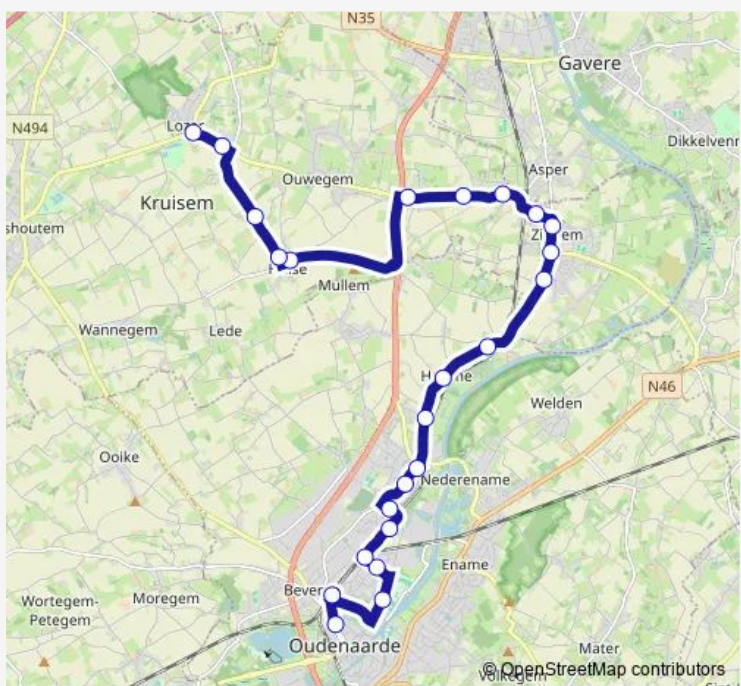 N35
Gavere
N494
Dikkelvenn
Asper
Ouwegem
Kruisem
shoutem
Mullem
Wannegem
Lede
N46
Welden
Ooike
Nederename
Ename
Bever
Wortegem-
Petegem
Moregem
Oudenaarde
Mater
© OpenStreetMap contributors